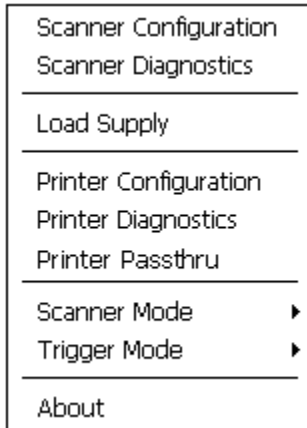 Scanner Configuration
Scanner Diagnostics
Load Supply
Printer Configuration
Printer Diagnostics
Printer Passthru
Scanner Mode
Trigger Mode
About